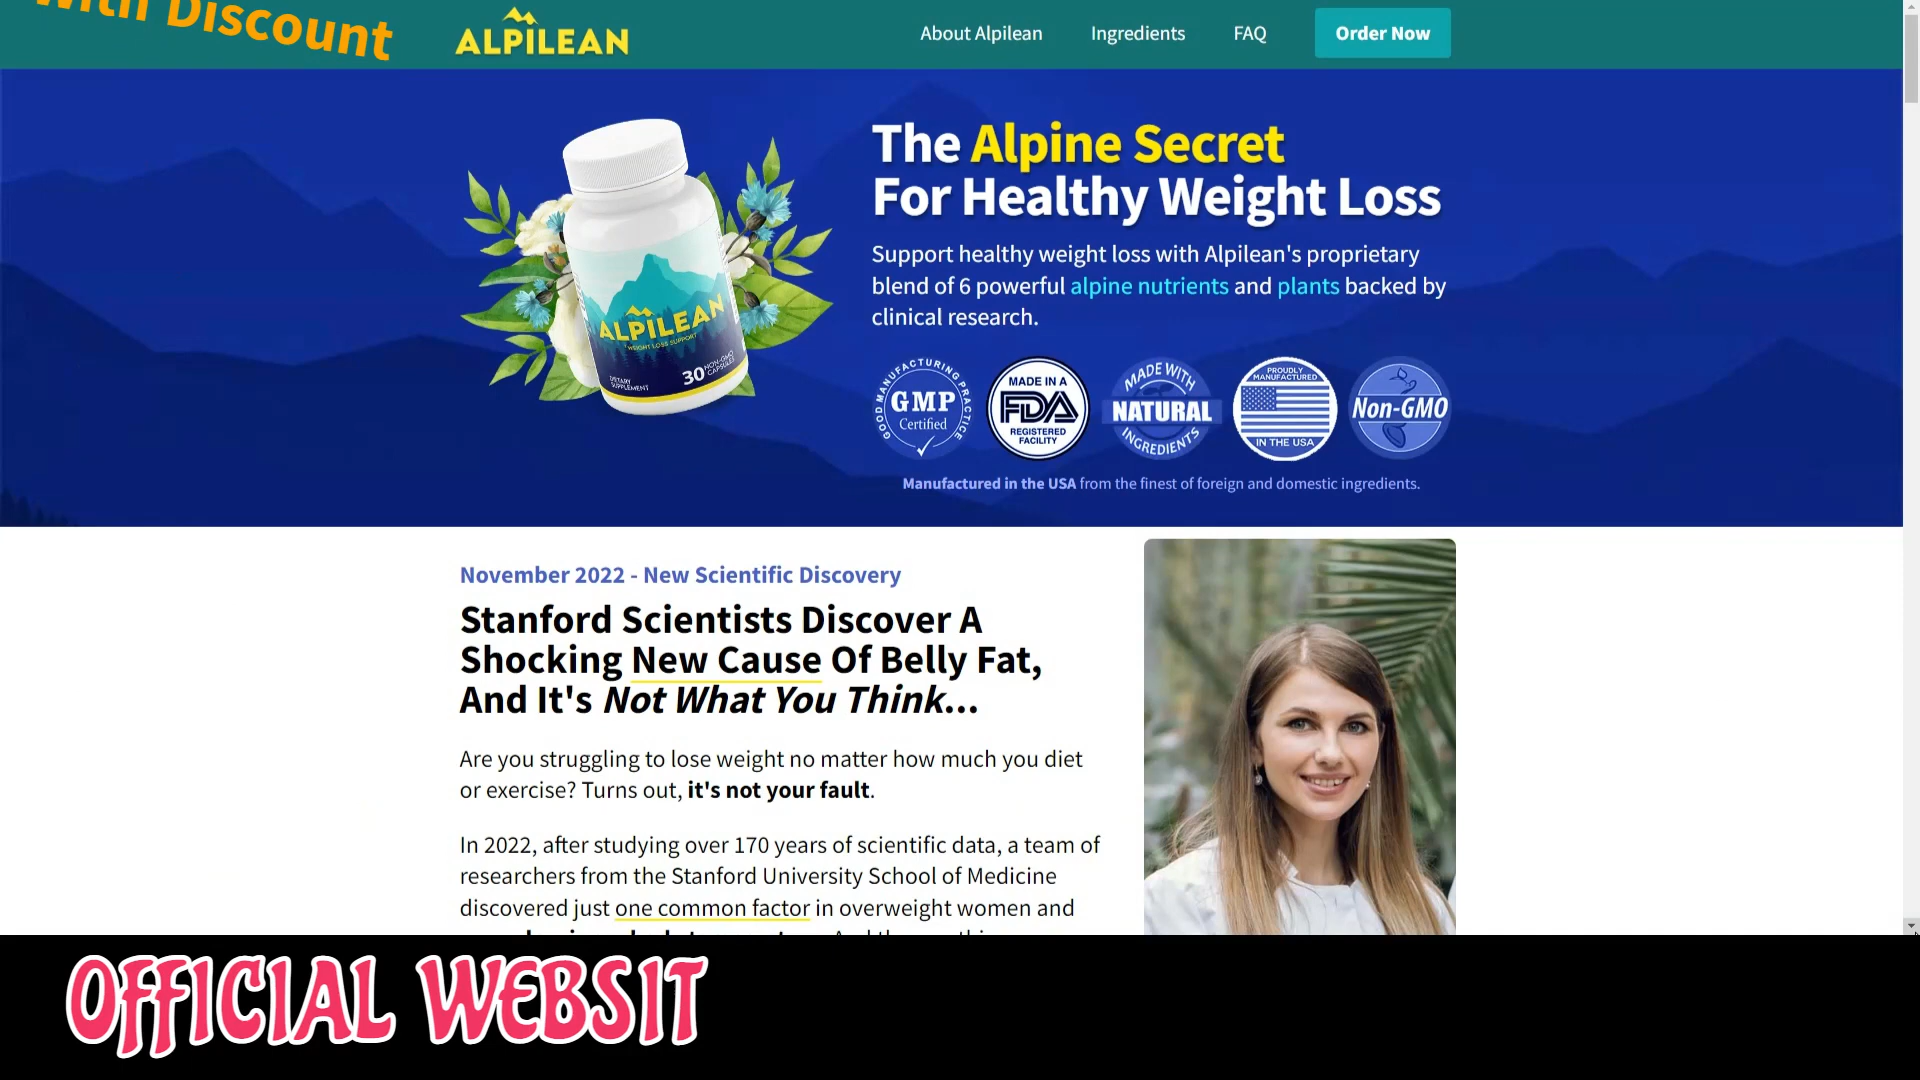 with Discount
ALPILEAN
About Alpilean
Ingredients
FAQ
Order Now
The Alpine Secret
For Healthy Weight Loss
Support healthy weight loss with Alpilean's proprietary
blend of 6 powerful alpine nutrients and plants backed by
clinical research.
ALPILEAN
WEIGHT LOSS SUPPORT
DIETARY
SUPPLEMENT
30 NON-GMO
CAPSULES
GOOD MANUFACTURING PRACTICE
GMP
Certified
MADE IN A
FDA
REGISTERED
FACILITY
MADE WITH
NATURAL
INGREDIENTS
PROUDLY
MANUFACTURED
IN THE USA
Non-GMO
Manufactured in the USA from the finest of foreign and domestic ingredients.
November 2022 - New Scientific Discovery
Stanford Scientists Discover A
Shocking New Cause Of Belly Fat,
And It's Not What You Think...
Are you struggling to lose weight no matter how much you diet
or exercise? Turns out, it's not your fault.
In 2022, after studying over 170 years of scientific data, a team of
researchers from the Stanford University School of Medicine
discovered just one common factor in overweight women and
OFFICIAL WEBSIT